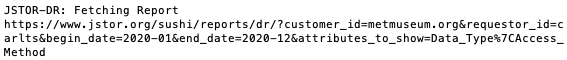 JSTOR-DR: Fetching Report
https://www.jstor.org/sushi/reports/dr/?customer_id=metmuseum.org&requestor_id=c
arlts&begin_date=2020-01&end_date=2020-12&attributes_to_show=Data_Type%7CAccess_
Method